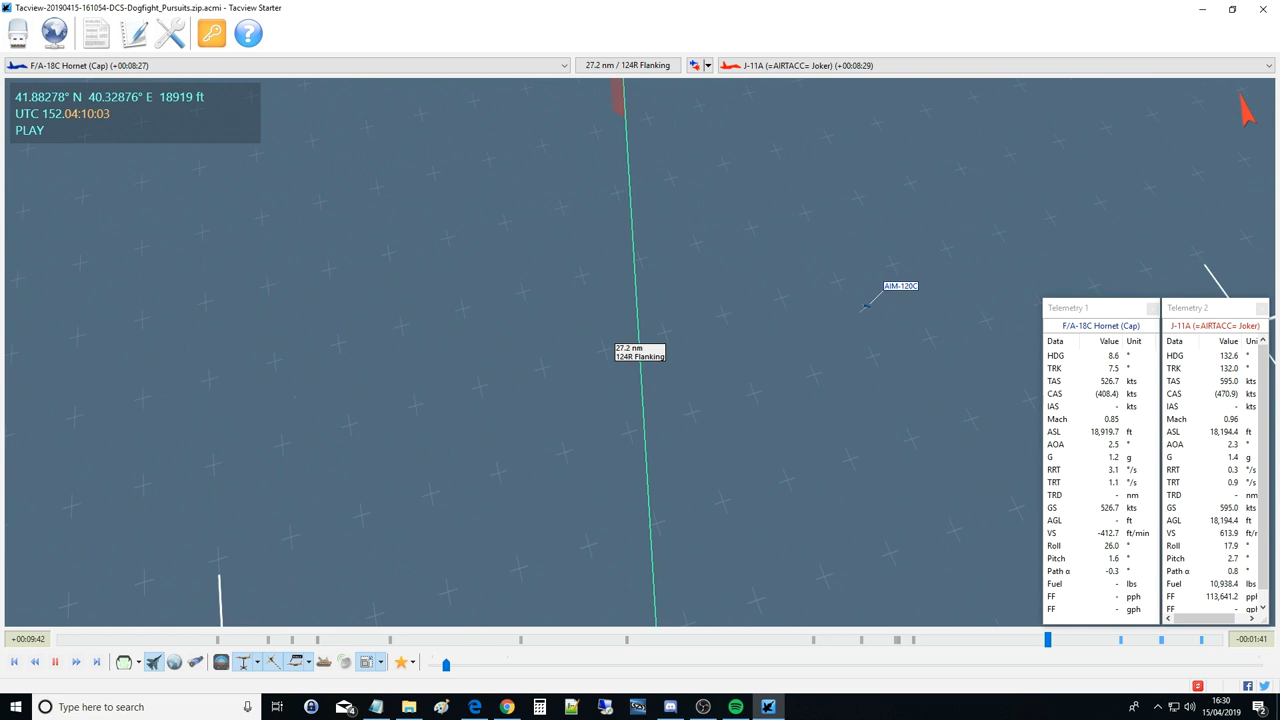 Tacview-20190415-161054-DCS-Dogfight_Pursuits.zip.acmi - Tacview Starter
F/A-18C Hornet (Cap) (+00:08:27)
27.2 nm / 124R Flanking
J-11A (=AIRTACC= Joker) (+00:08:29)
41.88278° N 40.32876° E 18919 ft
UTC 152.04:10:03
PLAY
AIM-120C
27.2 nm
124R Flanking
Telemetry 1
F/A-18C Hornet (Cap)
Data Value Unit
HDG 8.6 °
TRK 7.5 °
TAS 526.7 kts
CAS (408.4) kts
IAS - kts
Mach 0.85
ASL 18,919.7 ft
AOA 2.5 °
G 1.2 g
RRT 3.1 °/s
TRT 1.1 °/s
TRD - nm
GS 526.7 kts
AGL - ft
VS -412.7 ft/min
Roll 26.0 °
Pitch 1.6 °
Path α -0.3 °
Fuel - lbs
FF - pph
FF - gph
Telemetry 2
J-11A (=AIRTACC= Joker)
Data Value Uni
HDG 132.6 °
TRK 132.0 °
TAS 595.0 kts
CAS (470.9) kts
IAS - kts
Mach 0.96
ASL 18,194.4 ft
AOA 2.3 °
G 1.4 g
RRT 0.3 °/s
TRT 0.9 °/s
TRD - nm
GS 595.0 kts
AGL 18,194.4 ft
VS 613.9 ft/r
Roll 17.9 °
Pitch 2.7 °
Path α 0.8 °
Fuel 10,938.4 lbs
FF 113,641.2 ppl
FF - gph
+00:09:42
-00:01:41
Type here to search
4
16:30
15/04/2019
2